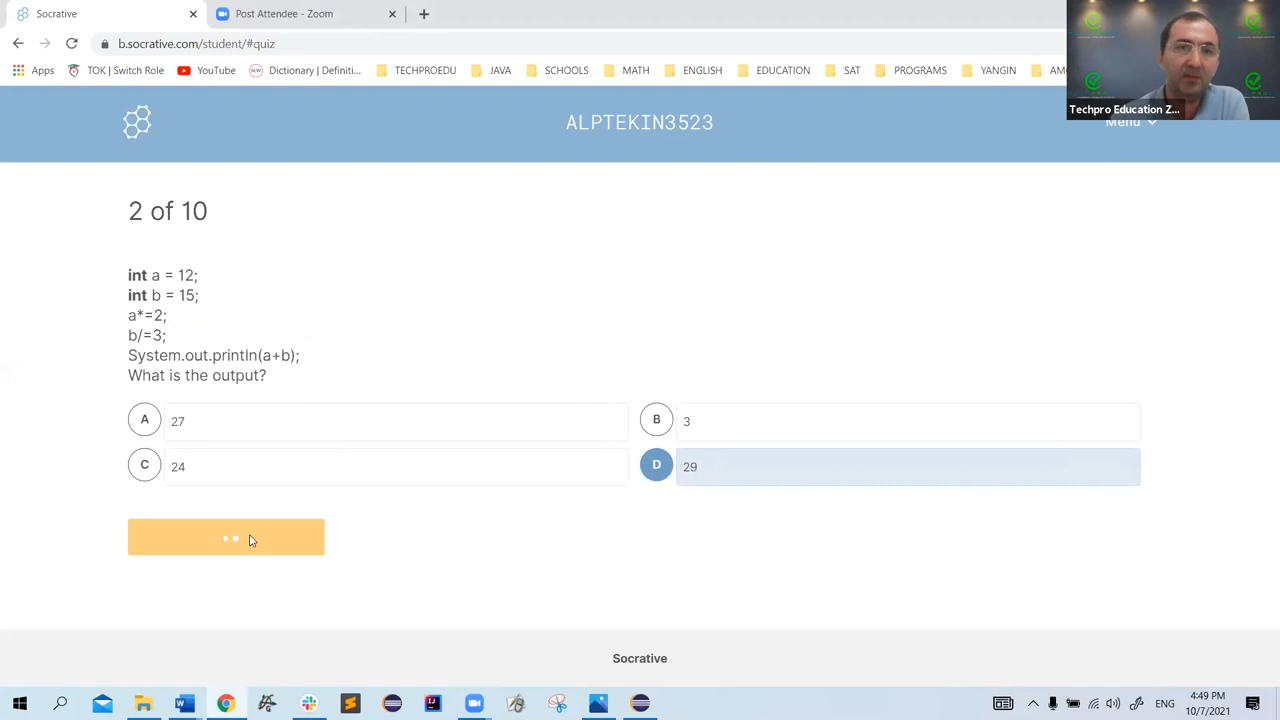 Socrative
Post Attendee - Zoom
b.socrative.com/student/#quiz
Apps
TOK | Switch Role
YouTube
Dictionary | Definiti...
TECHPROEDU
JAVA
SCHOOLS
MATH
ENGLISH
EDUCATION
SAT
PROGRAMS
YANGIN
Techpro Education Z...
ALPTEKIN3523
Menu
2 of 10
int a = 12;
int b = 15;
a*=2;
b/=3;
System.out.println(a+b);
What is the output?
A
27
B
3
C
24
D
29
Socrative
ENG
4:49 PM
10/7/2021